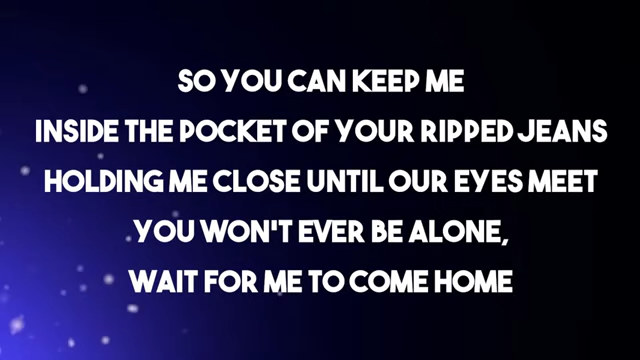 SO YOU CAN KEEP ME
INSIDE THE POCKET OF YOUR RIPPED JEANS
HOLDING ME CLOSE UNTIL OUR EYES MEET
YOU WON'T EVER BE ALONE,
WAIT FOR ME TO COME HOME